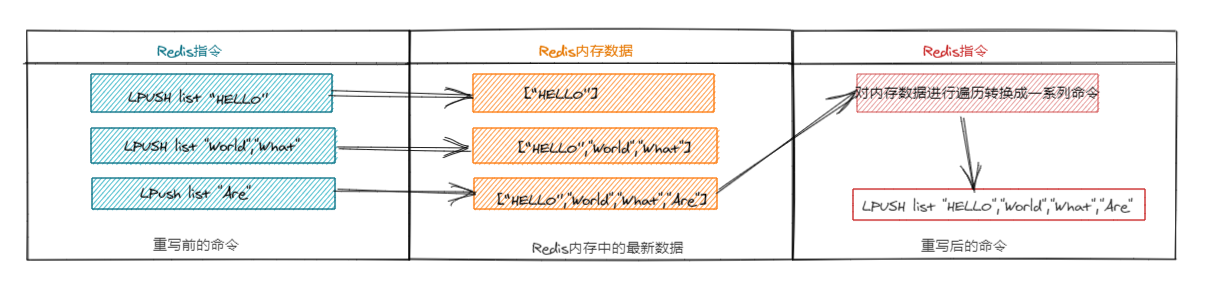 Redis指令
LPUSH list "HELLO"
LPUSH list "World","What"
LPush list "Are"
重写前的命令
Redis内存数据
["HELLO"]
["HELLO","World","What"]
["HELLO","World","What","Are"]
Redis内存中的最新数据
Redis指令
对内存数据进行遍历转换成一系列命令
LPUSH list "HELLO","World","What","Are"
重写后的命令